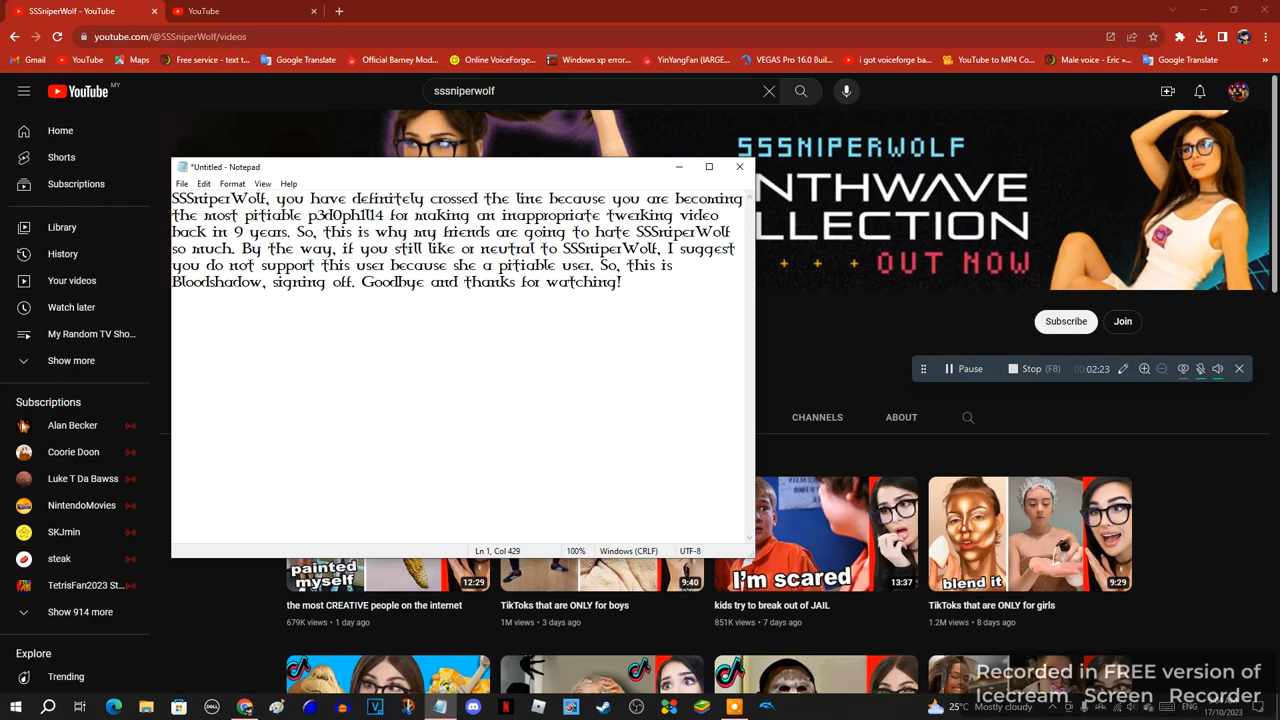 SSSniperWolf - YouTube
YouTube
youtube.com/@SSSniperWolf/videos
Gmail
YouTube
Maps
Free service - text t...
Google Translate
Official Barney Mod...
Online VoiceForge...
Windows xp error...
YinYangFan (lARGE...
VEGAS Pro 16.0 Buil...
i got voiceforge ba...
YouTube to MP4 Co...
Male voice - Eric »...
Google Translate
»
YouTube MY
sssniperwolf
Home
Shorts
Subscriptions
Library
History
Your videos
Watch later
My Random TV Sho...
Show more
Subscriptions
Alan Becker
Coorie Doon
Luke T Da Bawss
NintendoMovies
SKJmin
steak
TetrisFan2023 St...
Show 914 more
Explore
Trending
SSSNIPERWOLF
NTHWAVE
LLECTION
OUT NOW
*Untitled - Notepad
File Edit Format View Help
SSSniperWolf, you have definitely crossed the line because you are becoming
the most pitiable p3d0ph1l14 for making an inappropriate twerking video
back in 9 years. So, this is why my friends are going to hate SSSniperWolf
so much. By the way, if you still like or neutral to SSSniperWolf, I suggest
you do not support this user because she a pitiable user. So, this is
Bloodshadow, signing off. Goodbye and thanks for watching!
Ln 1, Col 429
100%
Windows (CRLF)
UTF-8
Subscribe
Join
Pause
Stop (F8)
00:02:23
CHANNELS
ABOUT
painted
myself
12:29
9:40
I'm scared
13:37
blend it
9:29
the most CREATIVE people on the internet
679K views • 1 day ago
TikToks that are ONLY for boys
1M views • 3 days ago
kids try to break out of JAIL
851K views • 7 days ago
TikToks that are ONLY for girls
1.2M views • 8 days ago
Recorded in FREE version of
Icecream Screen Recorder
DELL
25°C Mostly cloudy
ENG
17/10/2023